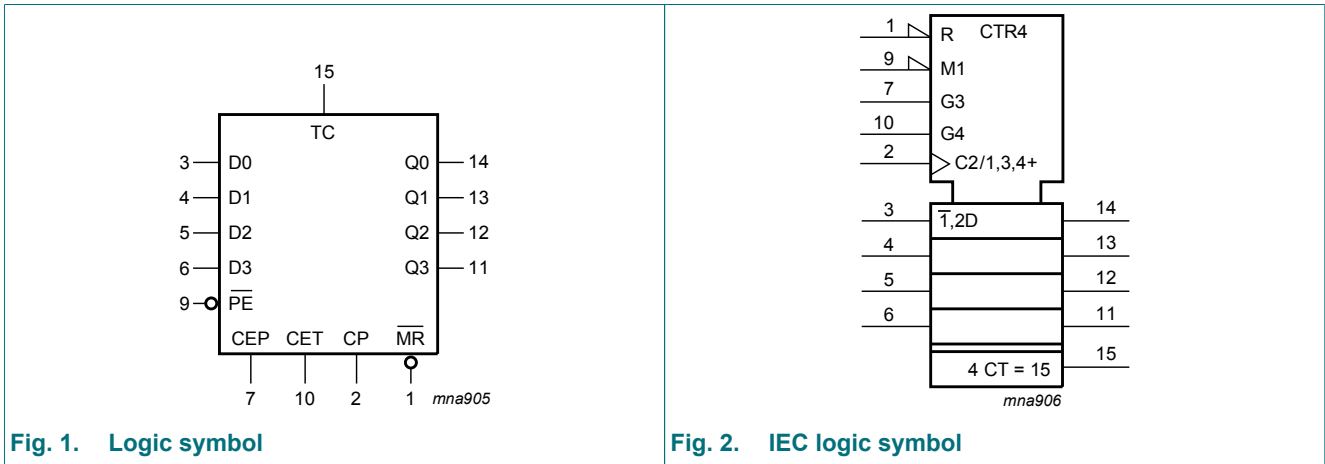 15
TC
3 D0 Q0 14
4 D1 Q1 13
5 D2 Q2 12
6 D3 Q3 11
9 P̅E̅
CEP CET CP M̅R̅
7 10 2 1 mna905
Fig. 1. Logic symbol
1 R CTR4
9 M1
7 G3
10 G4
2 C2/1,3,4+
3 1̅,2D 14
4 13
5 12
6 11
4 CT = 15 15
mna906
Fig. 2. IEC logic symbol